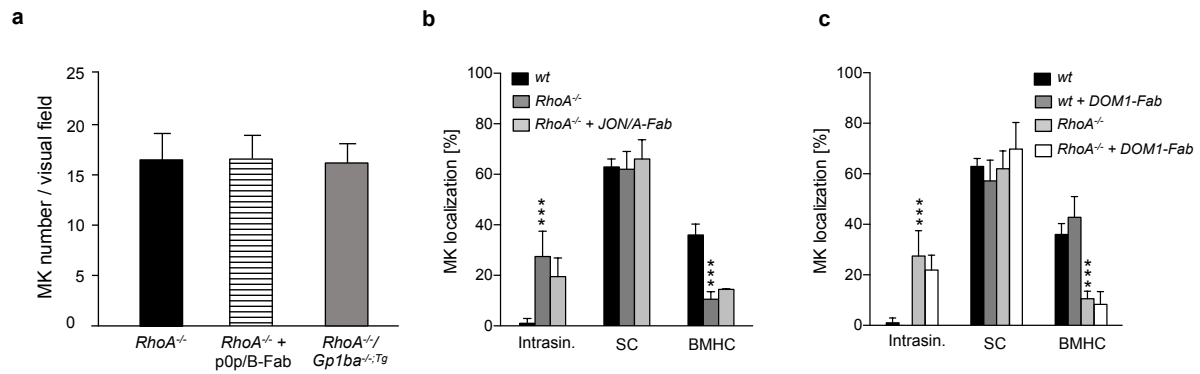 a
MK number / visual field
25
20
15
10
5
0
RhoA-/-
RhoA-/- +
p0p/B-Fab
RhoA-/-/
Gp1ba-/-;Tg
b
MK localization [%]
100
80
60
40
20
0
wt
RhoA-/-
RhoA-/- + JON/A-Fab
***
***
Intrasin.
SC
BMHC
c
MK localization [%]
100
80
60
40
20
0
wt
wt + DOM1-Fab
RhoA-/-
RhoA-/- + DOM1-Fab
***
***
Intrasin.
SC
BMHC